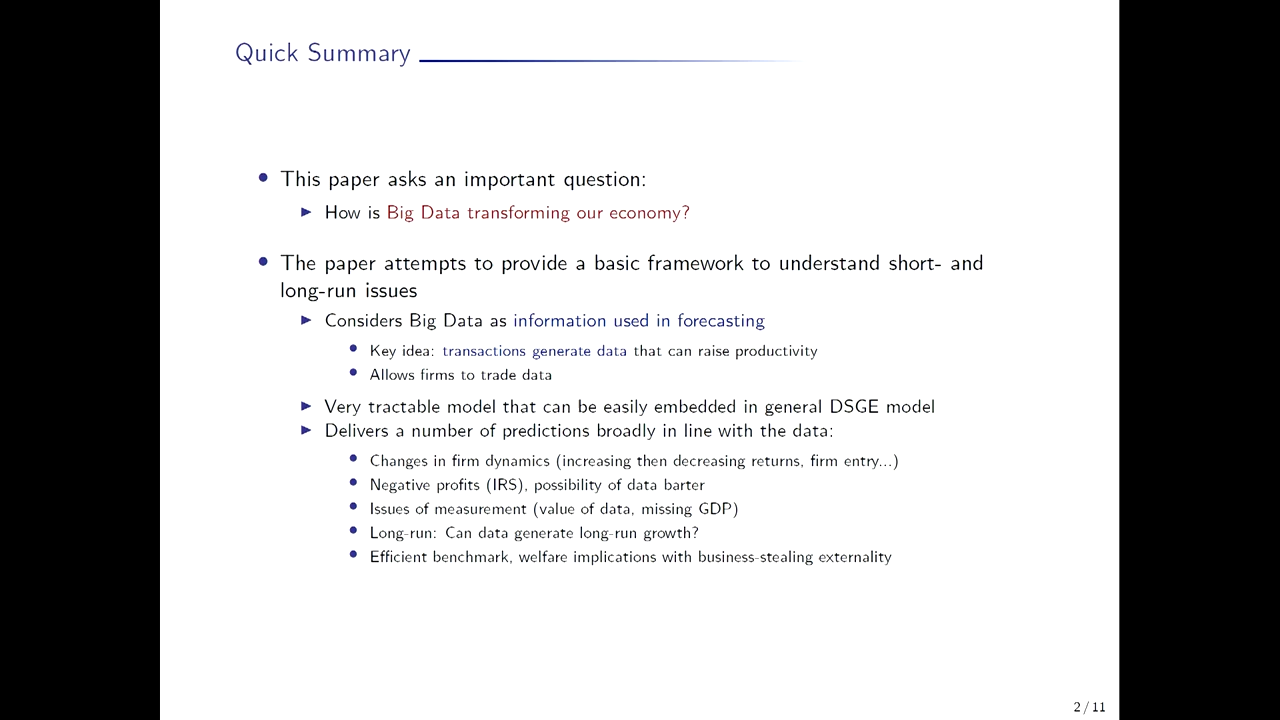 Quick Summary
• This paper asks an important question:
▶ How is Big Data transforming our economy?
• The paper attempts to provide a basic framework to understand short- and
long-run issues
▶ Considers Big Data as information used in forecasting
• Key idea: transactions generate data that can raise productivity
• Allows firms to trade data
▶ Very tractable model that can be easily embedded in general DSGE model
▶ Delivers a number of predictions broadly in line with the data:
• Changes in firm dynamics (increasing then decreasing returns, firm entry...)
• Negative profits (IRS), possibility of data barter
• Issues of measurement (value of data, missing GDP)
• Long-run: Can data generate long-run growth?
• Efficient benchmark, welfare implications with business-stealing externality
2 / 11